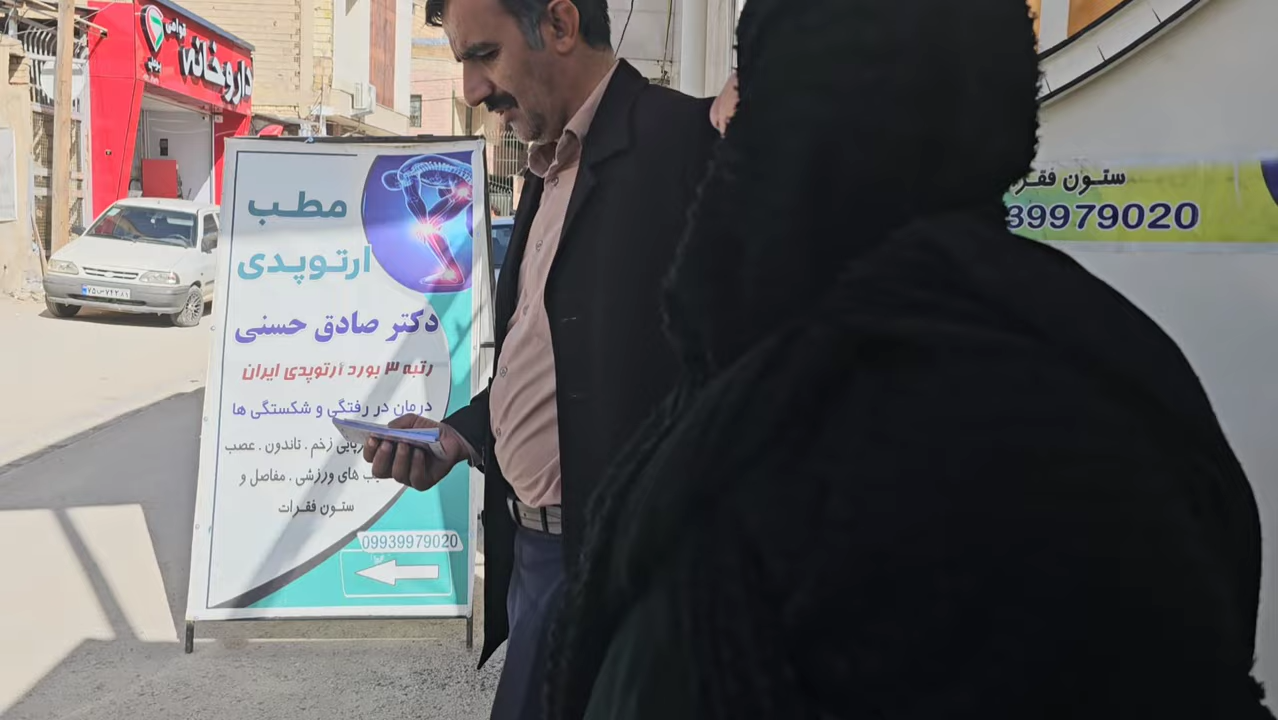 داروخانه
قوامی
مطب
ارتوپدی
دکتر صادق حسنی
رتبه ۳ بورد ارتوپدی ایران
درمان در رفتگی و شکستگی ها
زخم . تاندون . عصب
های ورزشی . مفاصل و
ستون فقرات
09939979020
ستون فقر
39979020